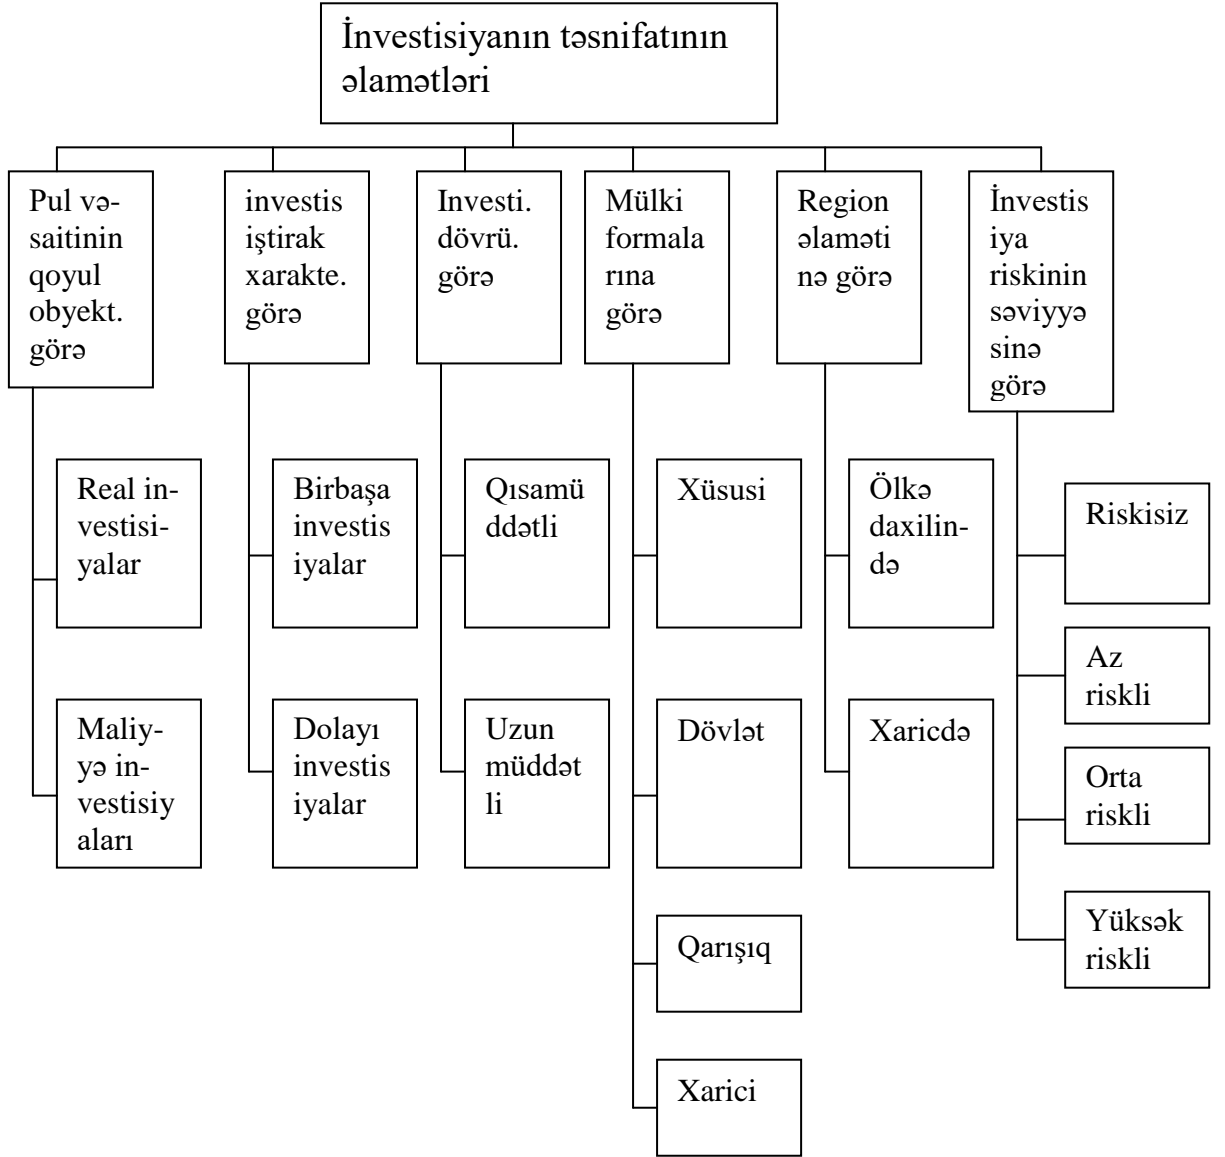 İnvestisiyanın təsnifatının
əlamətləri
Pul və-
saitinin
qoyul
obyekt.
görə
investis
iştirak
xarakte.
görə
Investi.
dövrü.
görə
Mülki
formala
rına
görə
Region
əlaməti
nə görə
İnvestis
iya
riskinin
səviyyə
sinə
görə
Real in-
vestisi-
yalar
Birbaşa
investis
iyalar
Qısamü
ddətli
Xüsusi
Ölkə
daxilin-
də
Riskisiz
Az
riskli
Maliy-
yə in-
vestisiy
aları
Dolayı
investis
iyalar
Uzun
müddət
li
Dövlət
Xaricdə
Orta
riskli
Qarışıq
Yüksək
riskli
Xarici